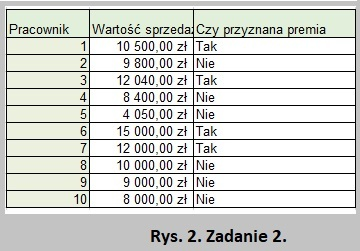 Pracownik Wartość sprzedaż Czy przyznana premia
1 10 500,00 zł Tak
2 9 800,00 zł Nie
3 12 040,00 zł Tak
4 8 400,00 zł Nie
5 4 050,00 zł Nie
6 15 000,00 zł Tak
7 12 000,00 zł Tak
8 10 000,00 zł Nie
9 9 000,00 zł Nie
10 8 000,00 zł Nie
Rys. 2. Zadanie 2.